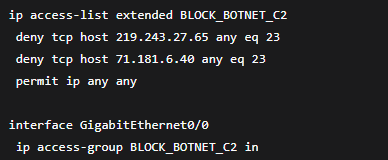 ip access-list extended BLOCK_BOTNET_C2
 deny tcp host 219.243.27.65 any eq 23
 deny tcp host 71.181.6.40 any eq 23
 permit ip any any

interface GigabitEthernet0/0
 ip access-group BLOCK_BOTNET_C2 in